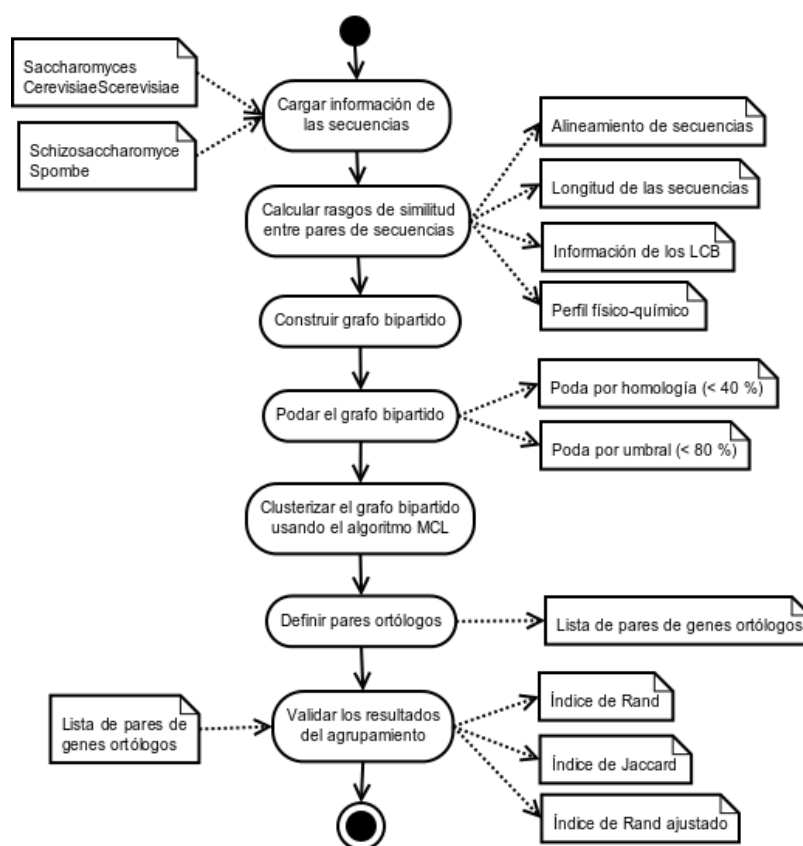 Saccharomyces
CerevisiaeScerevisiae
Schizosaccharomyce
Spombe
Cargar información de
las secuencias
Calcular rasgos de similitud
entre pares de secuencias
Alineamiento de secuencias
Longitud de las secuencias
Información de los LCB
Perfil físico-químico
Construir grafo bipartido
Podar el grafo bipartido
Poda por homología (< 40 %)
Poda por umbral (< 80 %)
Clusterizar el grafo bipartido
usando el algoritmo MCL
Definir pares ortólogos
Lista de pares de genes ortólogos
Lista de pares de
genes ortólogos
Validar los resultados
del agrupamiento
Índice de Rand
Índice de Jaccard
Índice de Rand ajustado